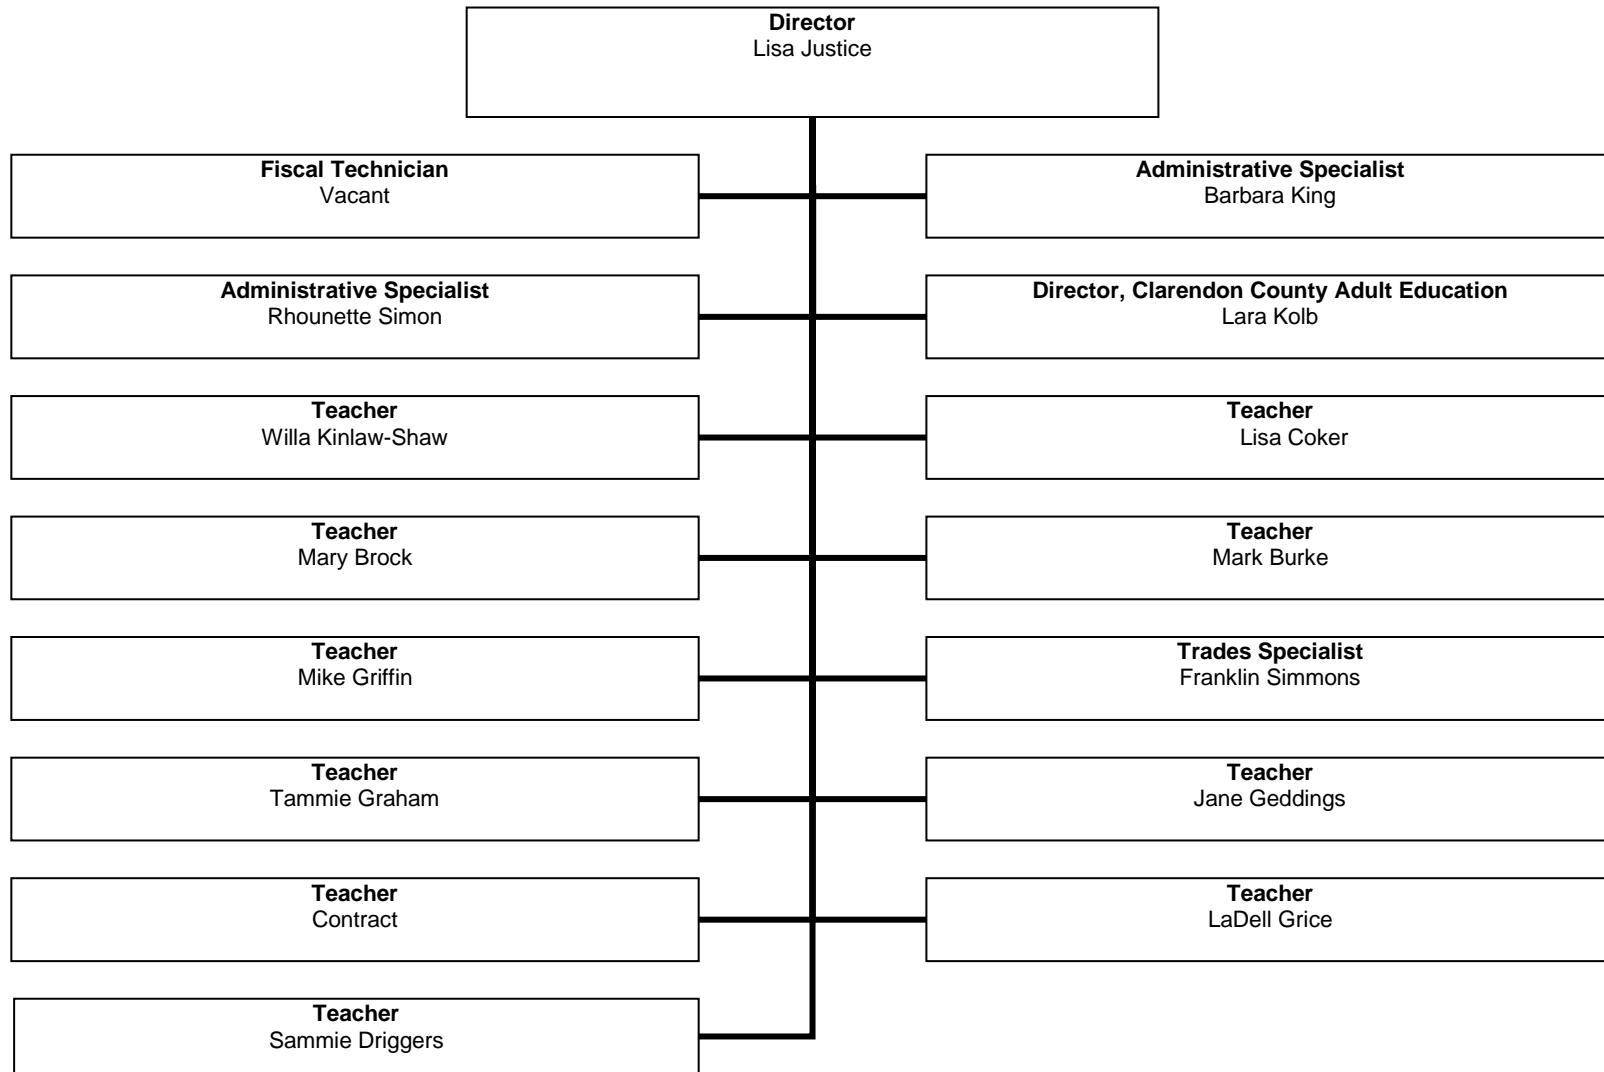 Director
Lisa Justice
Fiscal Technician
Vacant
Administrative Specialist
Barbara King
Administrative Specialist
Rhounette Simon
Director, Clarendon County Adult Education
Lara Kolb
Teacher
Willa Kinlaw-Shaw
Teacher
Lisa Coker
Teacher
Mary Brock
Teacher
Mark Burke
Teacher
Mike Griffin
Trades Specialist
Franklin Simmons
Teacher
Tammie Graham
Teacher
Jane Geddings
Teacher
Contract
Teacher
LaDell Grice
Teacher
Sammie Driggers